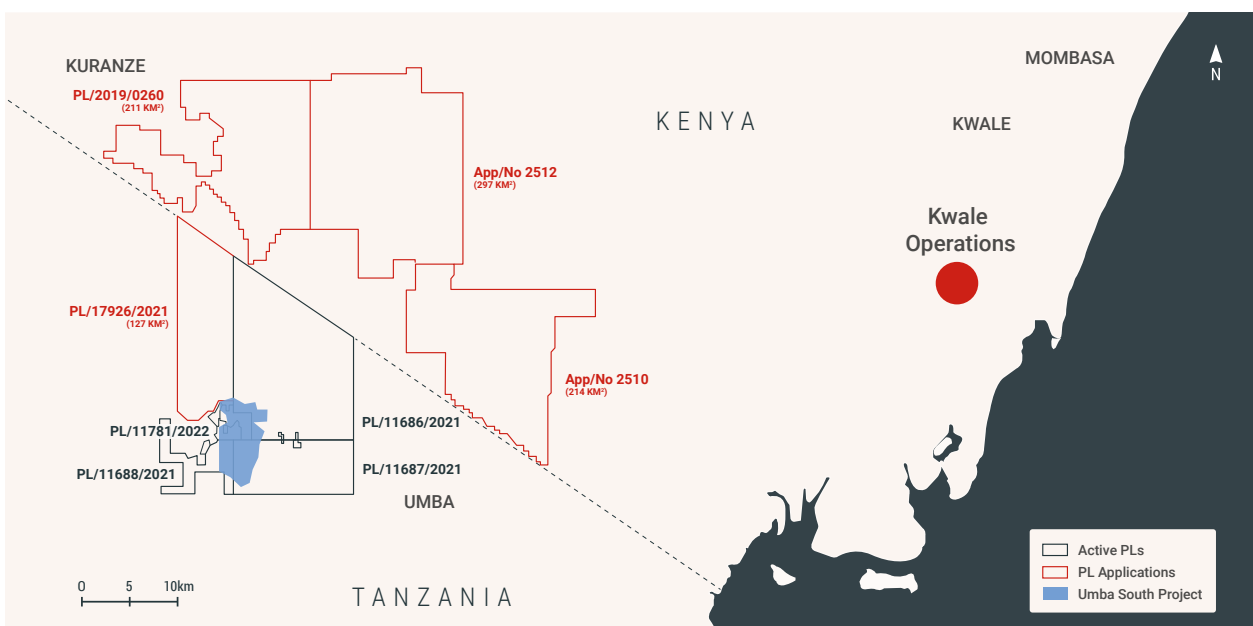 KURANZE
PL/2019/0260
(211 KM²)
MOMBASA
N
KENYA
KWALE
App/No 2512
(297 KM²)
Kwale
Operations
PL/17926/2021
(127 KM²)
App/No 2510
(214 KM²)
PL/11781/2022
PL/11686/2021
PL/11688/2021
PL/11687/2021
UMBA
TANZANIA
0 5 10km
Active PLs
PL Applications
Umba South Project